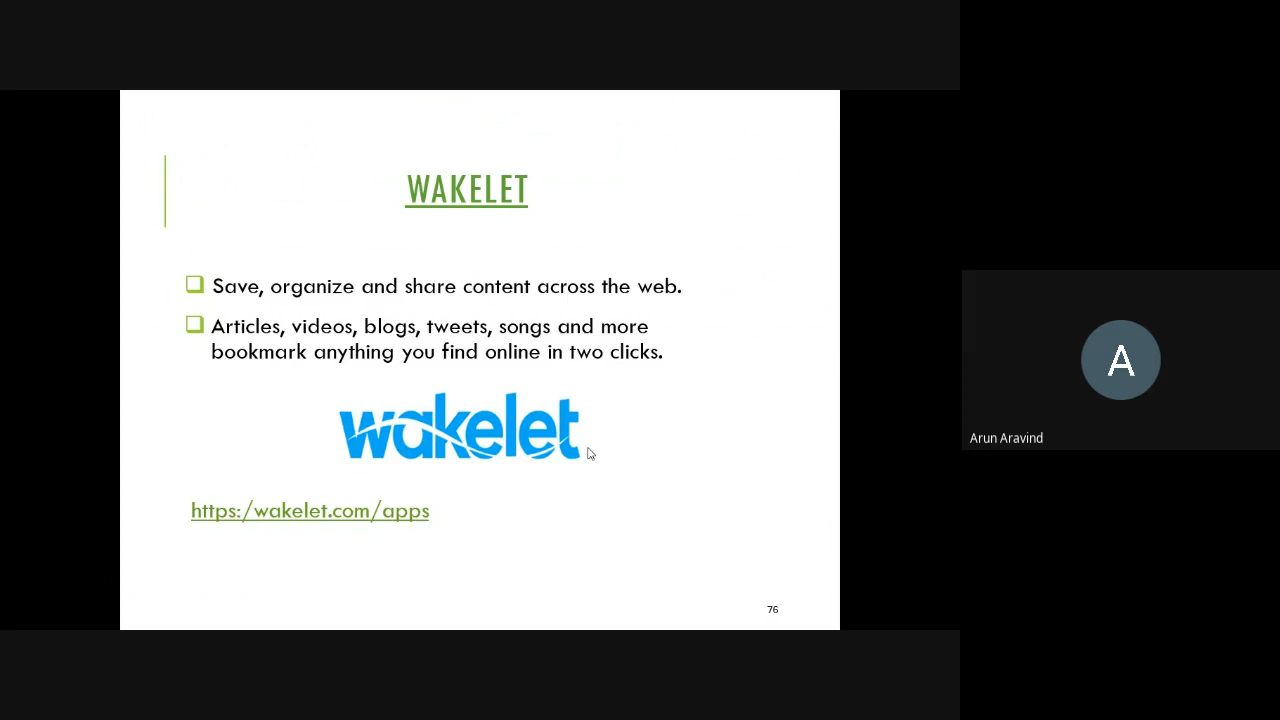 WAKELET
Save, organize and share content across the web.
Articles, videos, blogs, tweets, songs and more
bookmark anything you find online in two clicks.
wakelet
https:/wakelet.com/apps
76
A
Arun Aravind